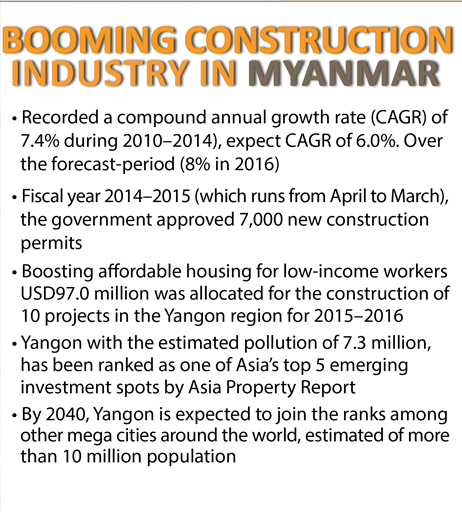 BOOMING CONSTRUCTION
INDUSTRY IN MYANMAR
• Recorded a compound annual growth rate (CAGR) of
7.4% during 2010–2014), expect CAGR of 6.0%. Over
the forecast-period (8% in 2016)
• Fiscal year 2014–2015 (which runs from April to March),
the government approved 7,000 new construction
permits
• Boosting affordable housing for low-income workers
USD97.0 million was allocated for the construction of
10 projects in the Yangon region for 2015–2016
• Yangon with the estimated pollution of 7.3 million,
has been ranked as one of Asia's top 5 emerging
investment spots by Asia Property Report
• By 2040, Yangon is expected to join the ranks among
other mega cities around the world, estimated of more
than 10 million population